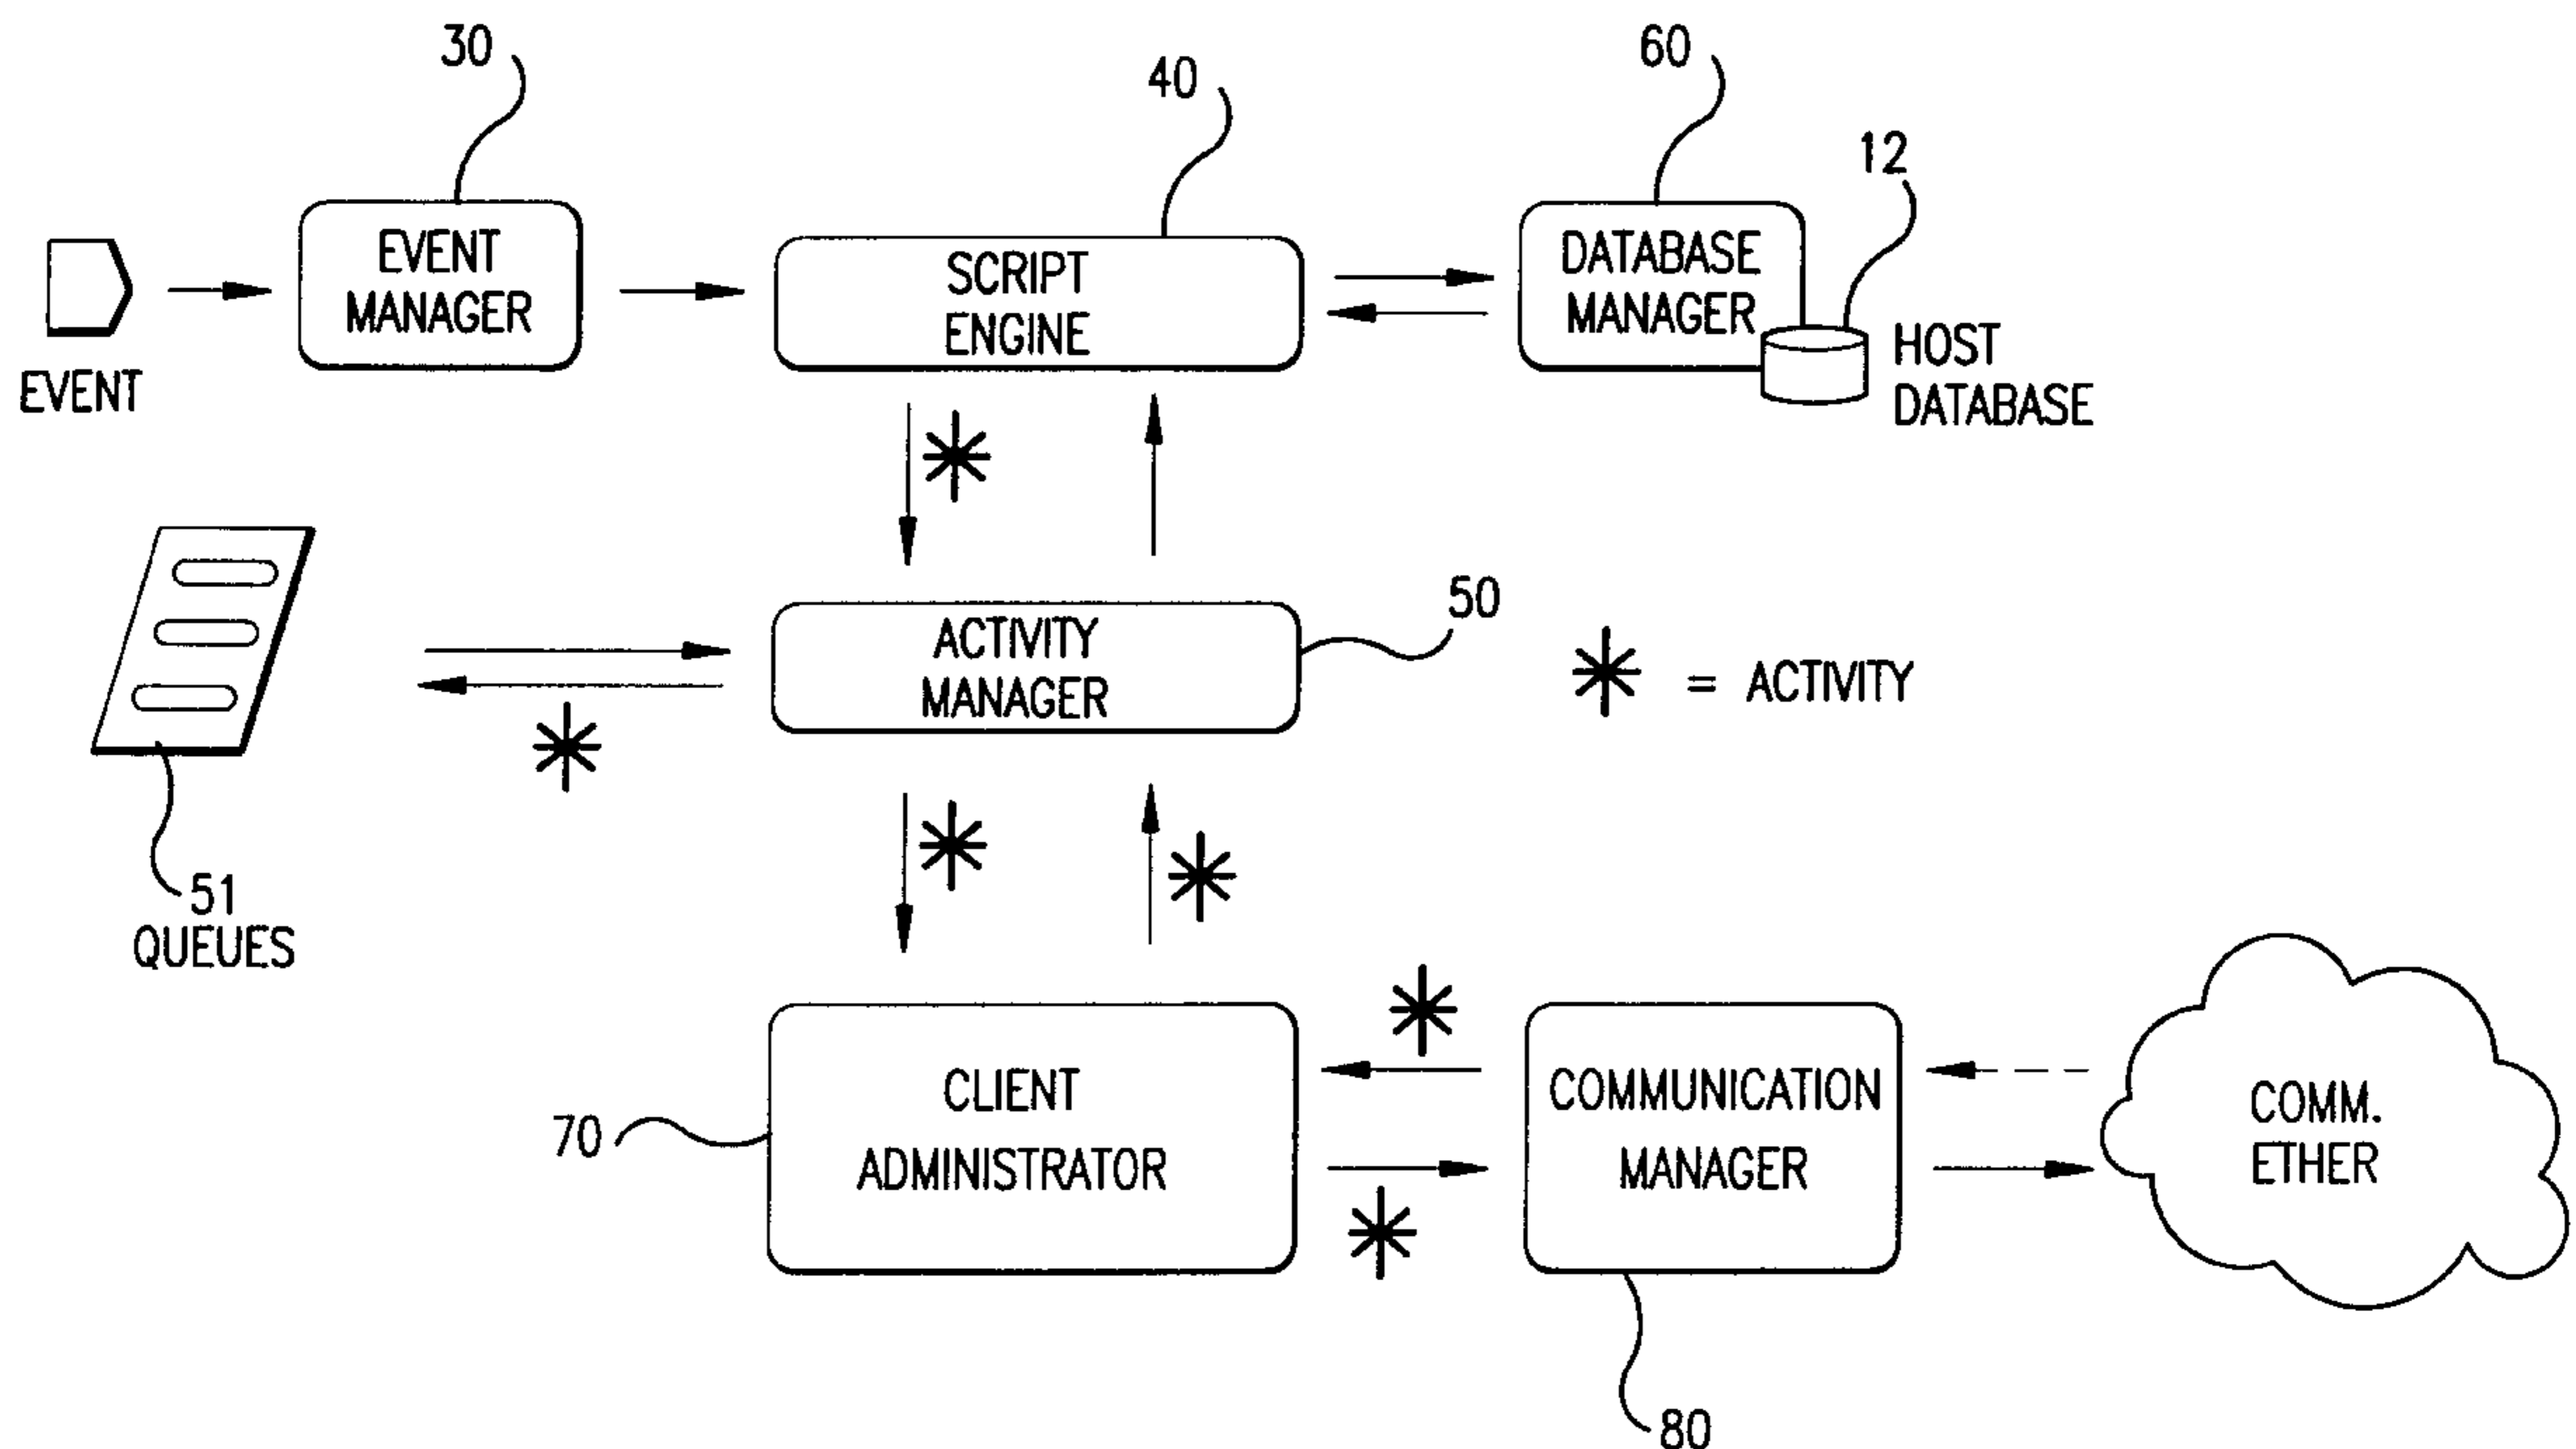 30
40
60
12
EVENT
MANAGER
SCRIPT
ENGINE
DATABASE
MANAGER
HOST
DATABASE
EVENT
ACTIVITY
MANAGER
50
= ACTIVITY
51
QUEUES
CLIENT
ADMINISTRATOR
70
COMMUNICATION
MANAGER
80
COMM.
ETHER